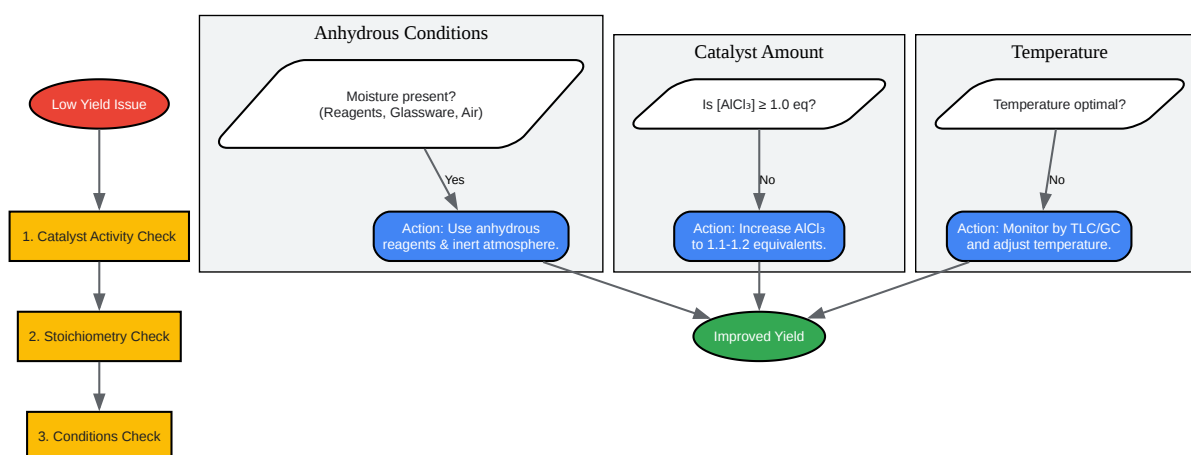 Anhydrous Conditions
Catalyst Amount
Temperature
Low Yield Issue
Moisture present?
(Reagents, Glassware, Air)
Is [AlCl₃] ≥ 1.0 eq?
Temperature optimal?
Yes
No
No
1. Catalyst Activity Check
Action: Use anhydrous
reagents & inert atmosphere.
Action: Increase AlCl₃
to 1.1-1.2 equivalents.
Action: Monitor by TLC/GC
and adjust temperature.
2. Stoichiometry Check
Improved Yield
3. Conditions Check